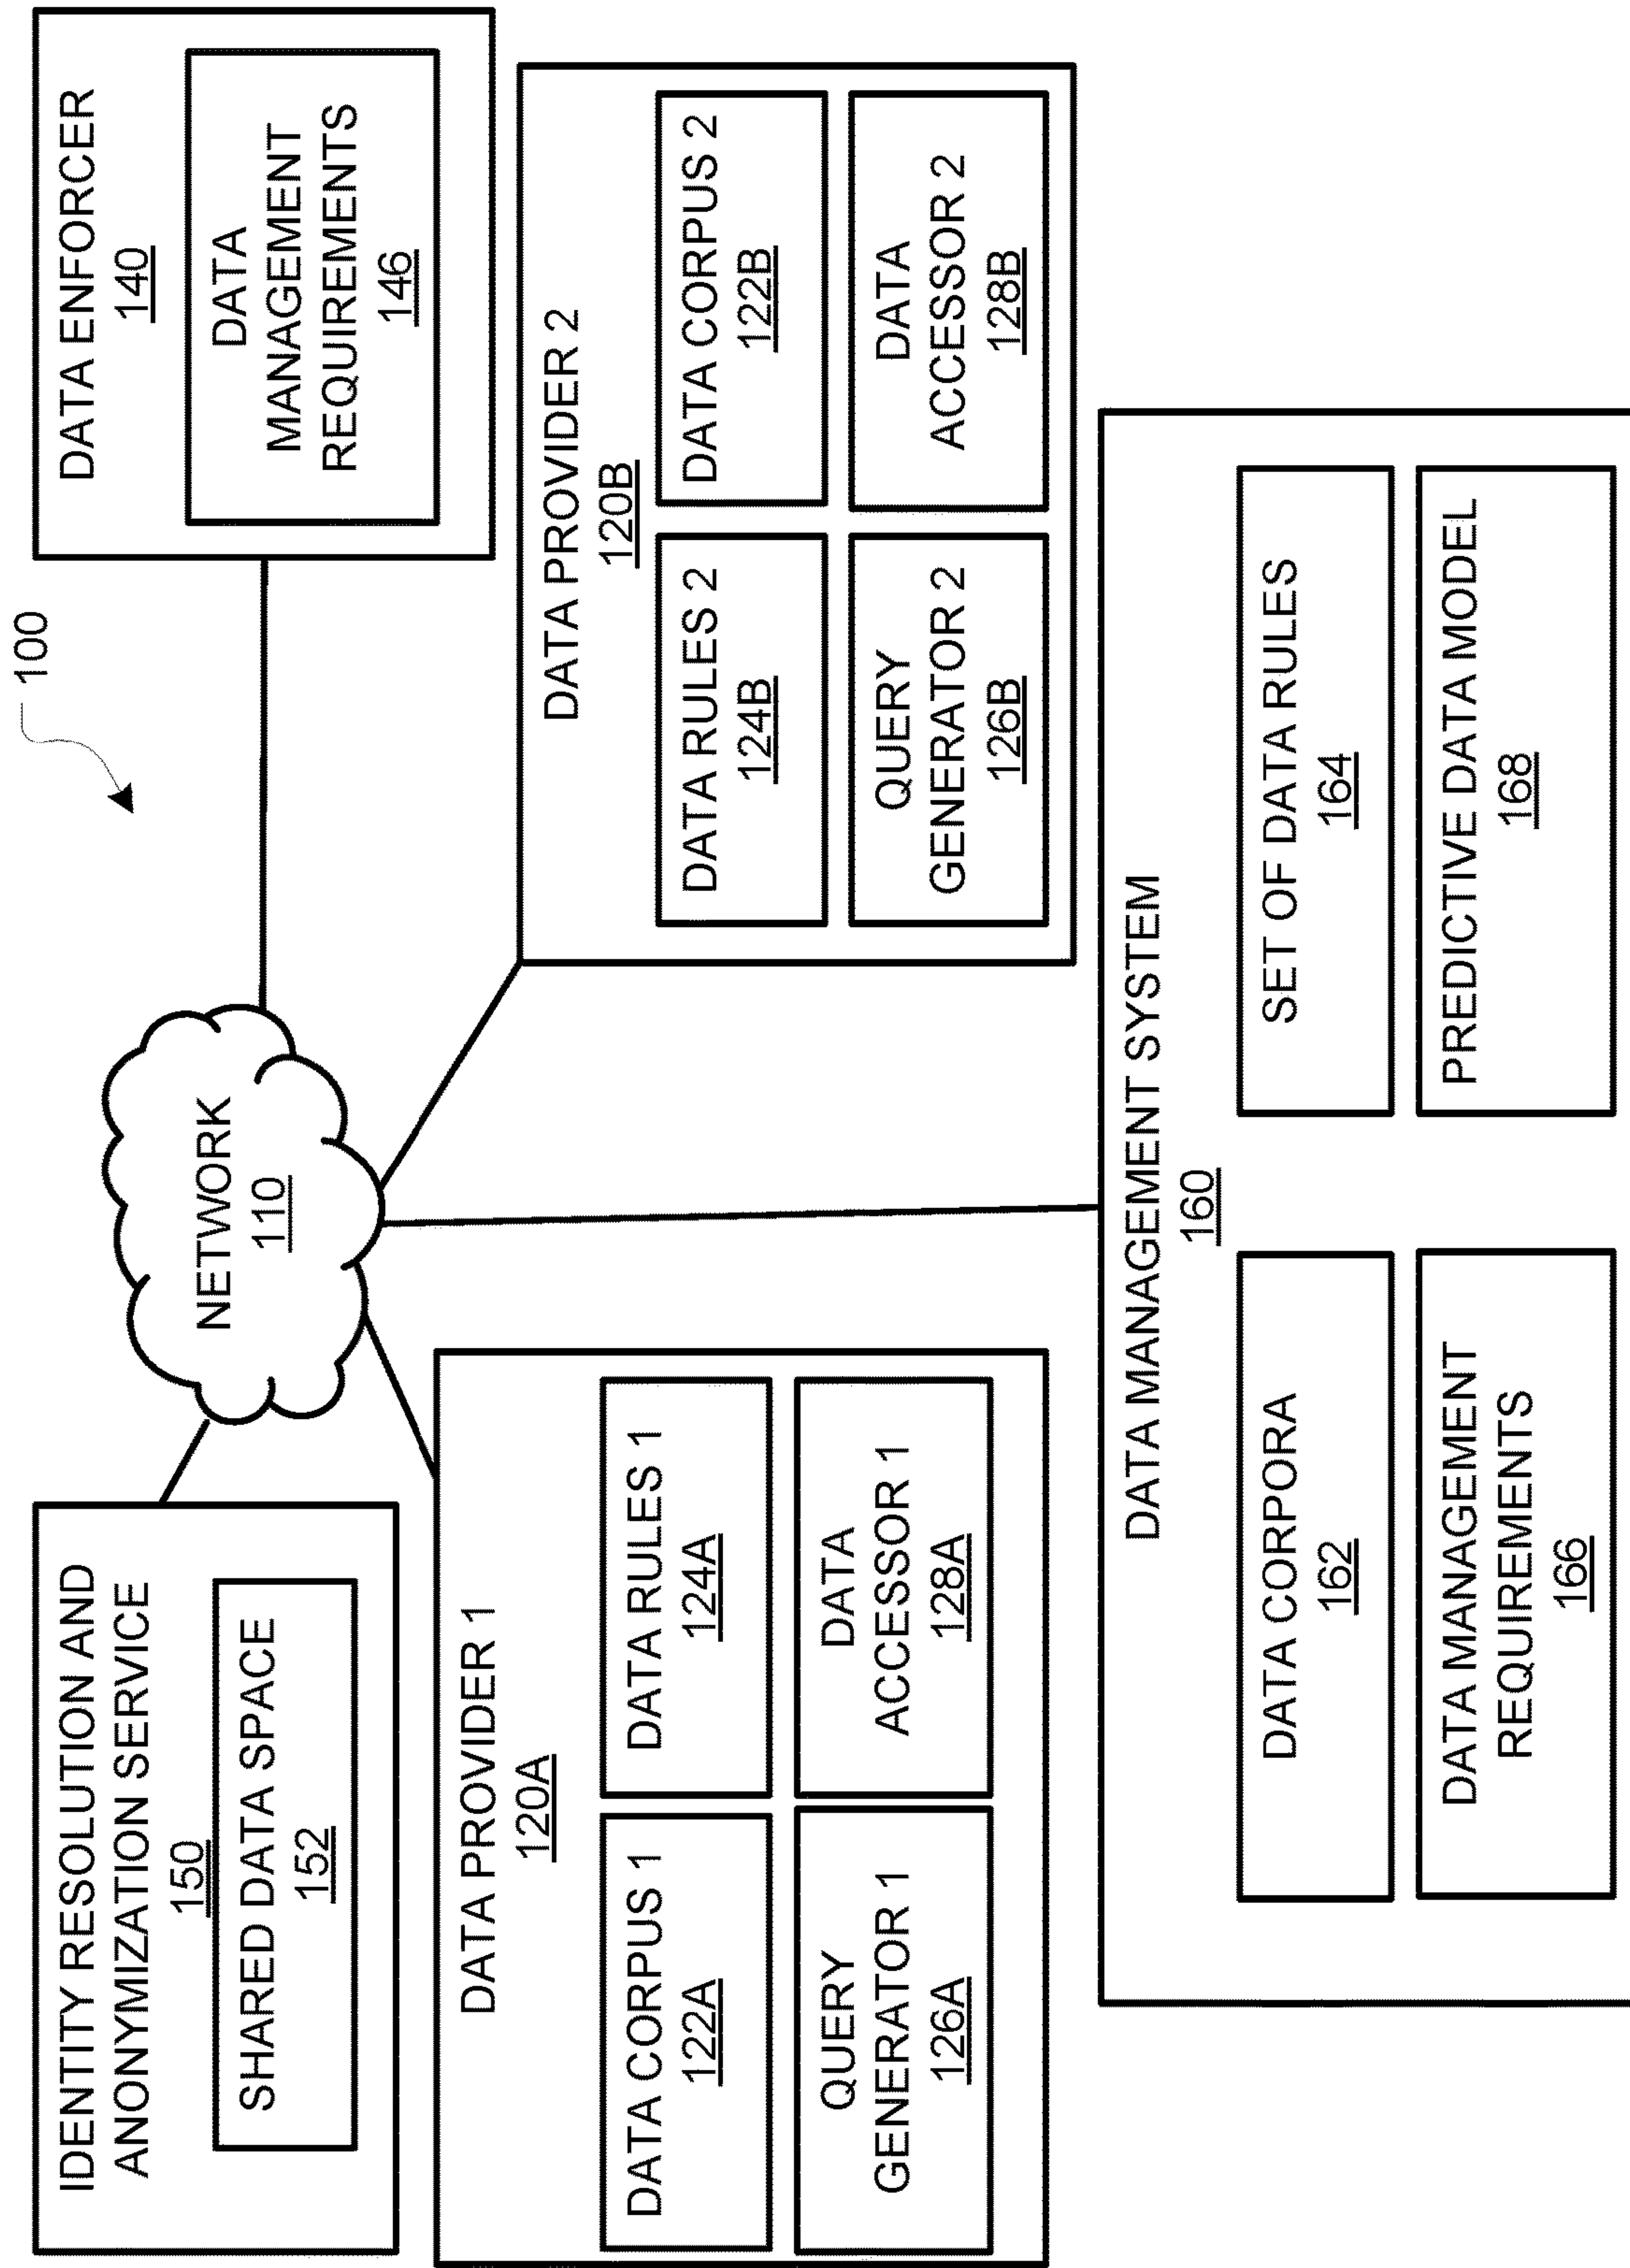 100
IDENTITY RESOLUTION AND
ANONYMIZATION SERVICE
150
SHARED DATA SPACE
152
NETWORK
110
DATA ENFORCER
140
DATA
MANAGEMENT
REQUIREMENTS
146
DATA PROVIDER 1
120A
DATA CORPUS 1
122A
DATA RULES 1
124A
QUERY
GENERATOR 1
126A
DATA
ACCESSOR 1
128A
DATA PROVIDER 2
120B
DATA RULES 2
124B
DATA CORPUS 2
122B
QUERY
GENERATOR 2
126B
DATA
ACCESSOR 2
128B
DATA MANAGEMENT SYSTEM
160
DATA CORPORA
162
SET OF DATA RULES
164
DATA MANAGEMENT
REQUIREMENTS
166
PREDICTIVE DATA MODEL
168